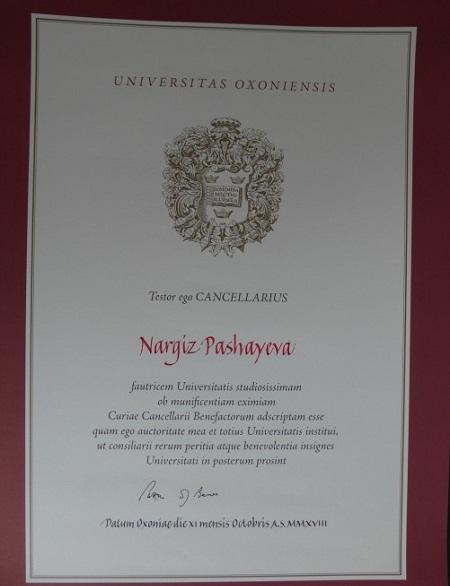 UNIVERSITAS OXONIENSIS
DOMINUS
ILLUMEA
Testor ego CANCELLARIUS
Nargiz Pashayeva
fautricem Universitatis studiosissimam
ob munificentiam eximiam
Curiae Cancellarii Benefactorum adscriptam esse
quam ego auctoritate mea et totius Universitatis institui,
ut consiliarii rerum peritia atque benevolentia insignes
Universitati in posterum prosint
Datum Oxoniae die XI mensis Octobris A.S. MMXVIII